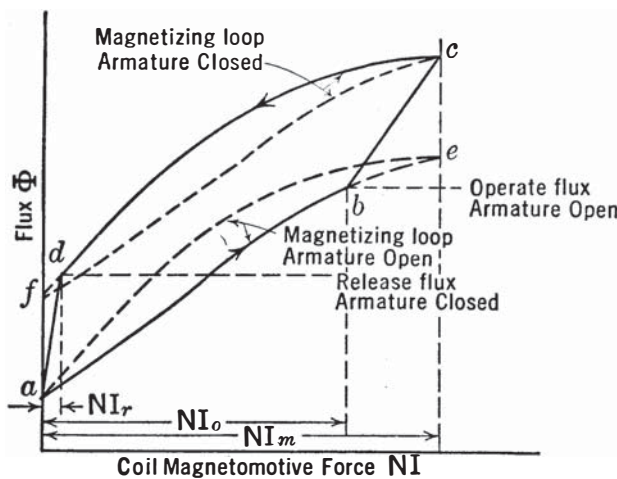 Magnetizing loop
Armature Closed
c
e
Operate flux
Armature Open
b
Magnetizing loop
Armature Open
d
Release flux
Armature Closed
f
a
NIr
NIo
NIm
Flux Φ
Coil Magnetomotive Force NI